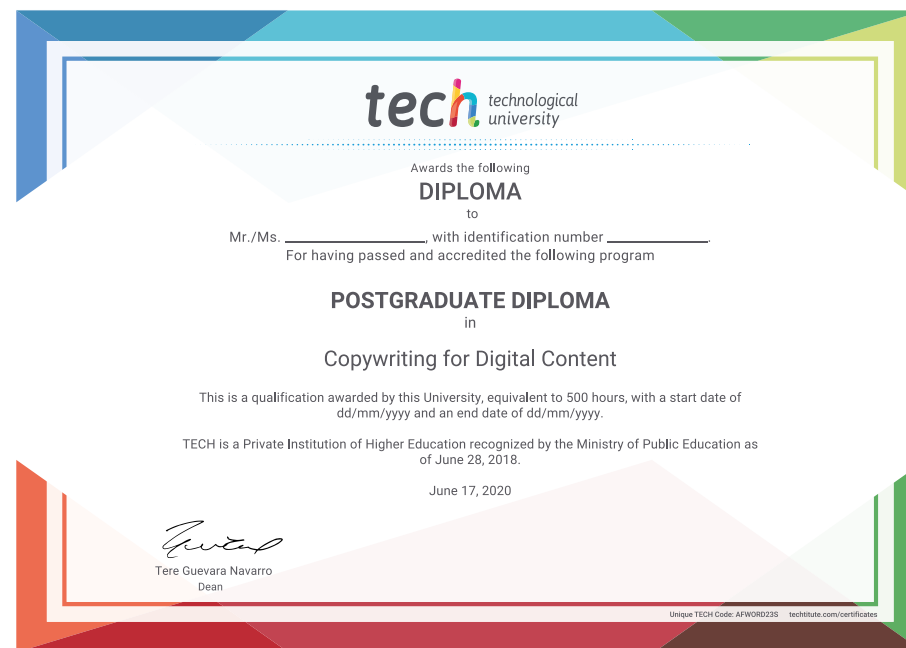 tech technological
university
Awards the following
DIPLOMA
to
Mr./Ms. ____________________, with identification number ______________.
For having passed and accredited the following program
POSTGRADUATE DIPLOMA
in
Copywriting for Digital Content
This is a qualification awarded by this University, equivalent to 500 hours, with a start date of
dd/mm/yyyy and an end date of dd/mm/yyyy.
TECH is a Private Institution of Higher Education recognized by the Ministry of Public Education as
of June 28, 2018.
June 17, 2020
Tere Guevara Navarro
Dean
Unique TECH Code: AFWORD23S techtitute.com/certificates